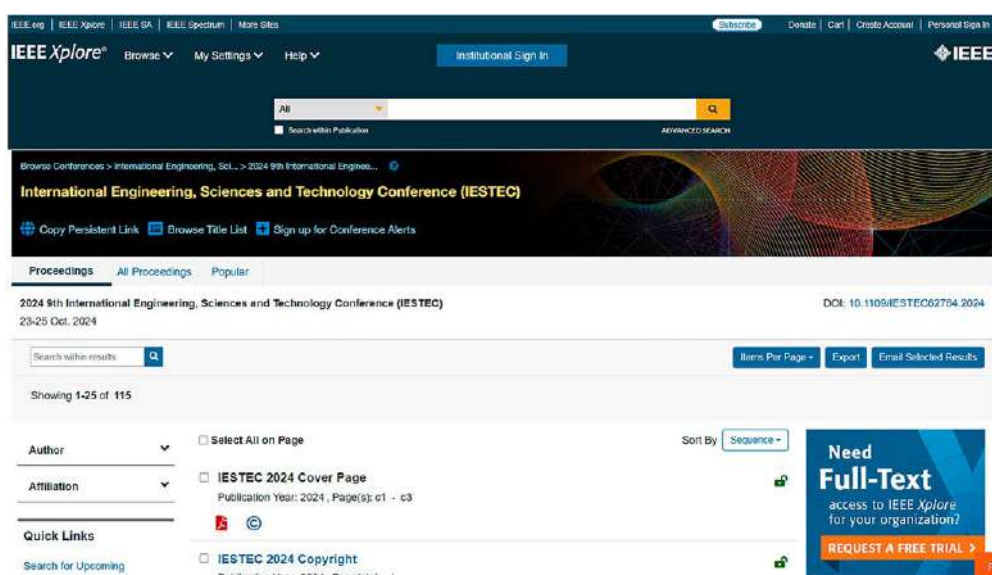 IEEE.org | IEEE Xplore | IEEE SA | IEEE Spectrum | More Sites
Subscribe
Donate | Cart | Create Account | Personal Sign In
IEEE Xplore®
Browse
My Settings
Help
Institutional Sign In
IEEE
All
Search within Publication
ADVANCED SEARCH
Browse Conferences > International Engineering, Sci... > 2024 9th International Enginee...
International Engineering, Sciences and Technology Conference (IESTEC)
Copy Persistent Link
Browse Title List
Sign up for Conference Alerts
Proceedings
All Proceedings
Popular
2024 9th International Engineering, Sciences and Technology Conference (IESTEC)
DOI: 10.1109/IESTEC62784.2024
23-25 Oct. 2024
Search within results
Items Per Page
Export
Email Selected Results
Showing 1-25 of 115
Author
Affiliation
Quick Links
Search for Upcoming
Select All on Page
Sort By
Sequence
IESTEC 2024 Cover Page
Publication Year: 2024 , Page(s): c1 - c3
IESTEC 2024 Copyright
Need
Full-Text
access to IEEE Xplore
for your organization?
REQUEST A FREE TRIAL >